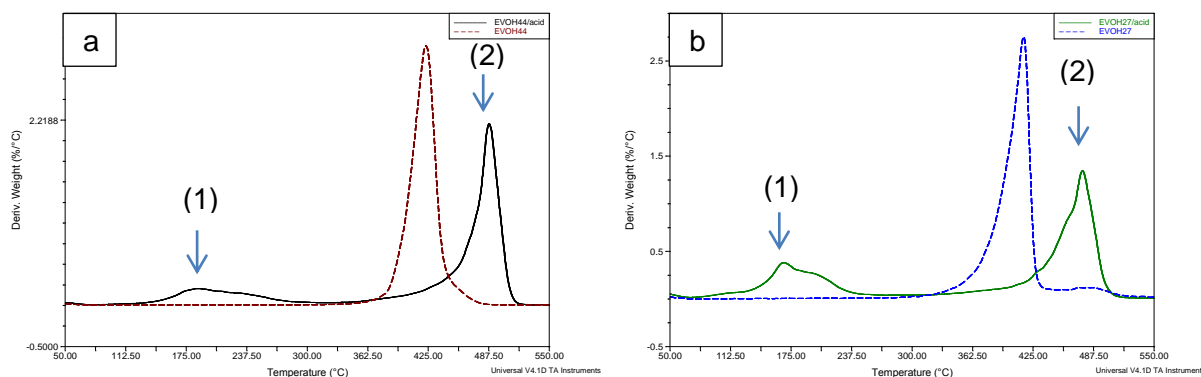 a
EVOH44/acid
EVOH44
(1)
(2)
2.2188
-0.5000
Deriv. Weight (%/°C)
50.00 112.50 175.00 237.50 300.00 362.50 425.00 487.50 550.00
Temperature (°C)
Universal V4.1D TA Instruments
b
EVOH27/acid
EVOH27
(1)
(2)
2.5
1.5
0.5
-0.5
Deriv. Weight (%/°C)
50.00 112.50 175.00 237.50 300.00 362.50 425.00 487.50 550.00
Temperature (°C)
Universal V4.1D TA Instruments